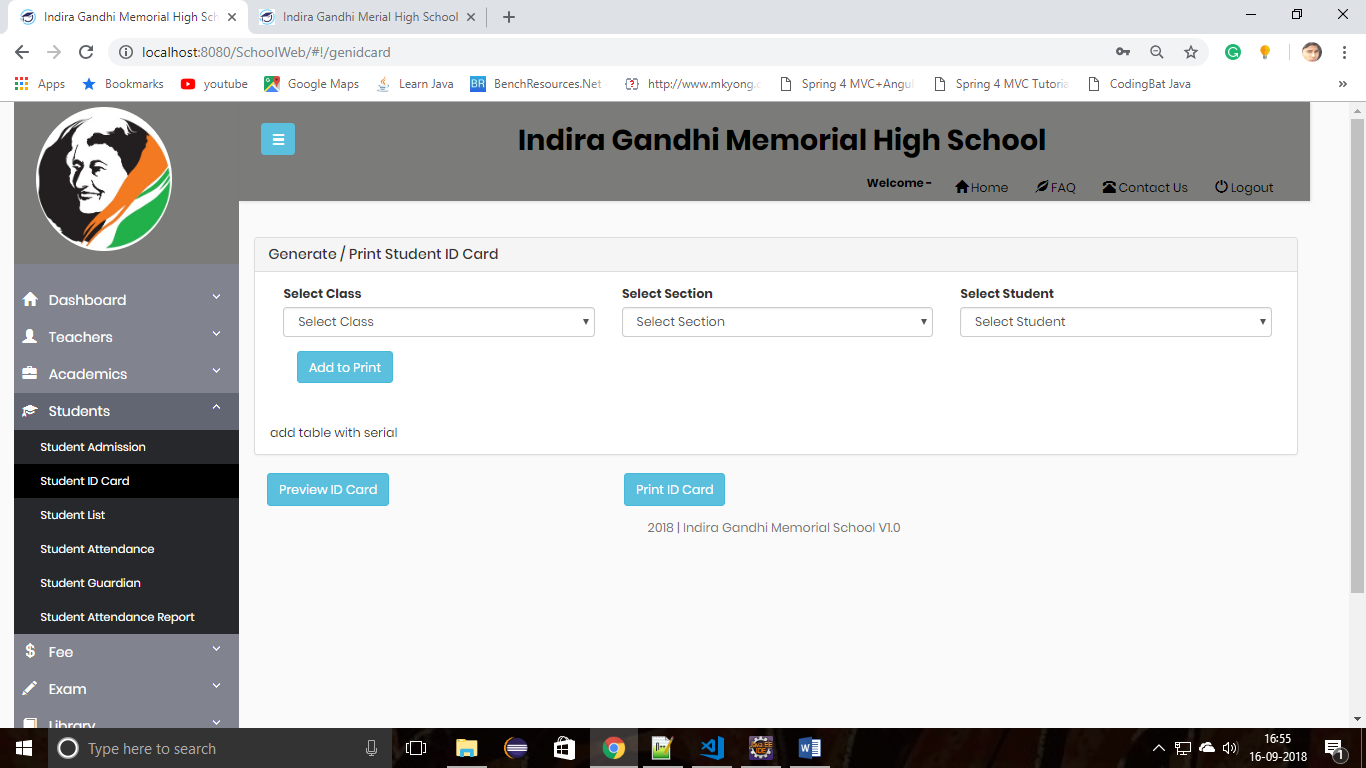 Indira Gandhi Memorial High Sch
Indira Gandhi Merial High School
localhost:8080/SchoolWeb/#!/genidcard
Apps Bookmarks youtube Google Maps Learn Java BR BenchResources.Net http://www.mkyong.c Spring 4 MVC+Angul Spring 4 MVC Tutoria CodingBat Java »
Indira Gandhi Memorial High School
Welcome - Home FAQ Contact Us Logout
Dashboard
Teachers
Academics
Students
Student Admission
Student ID Card
Student List
Student Attendance
Student Guardian
Student Attendance Report
Fee
Exam
Library
Generate / Print Student ID Card
Select Class Select Section Select Student
Select Class Select Section Select Student
Add to Print
add table with serial
Preview ID Card Print ID Card
2018 | Indira Gandhi Memorial School V1.0
Type here to search
16:55
16-09-2018
1